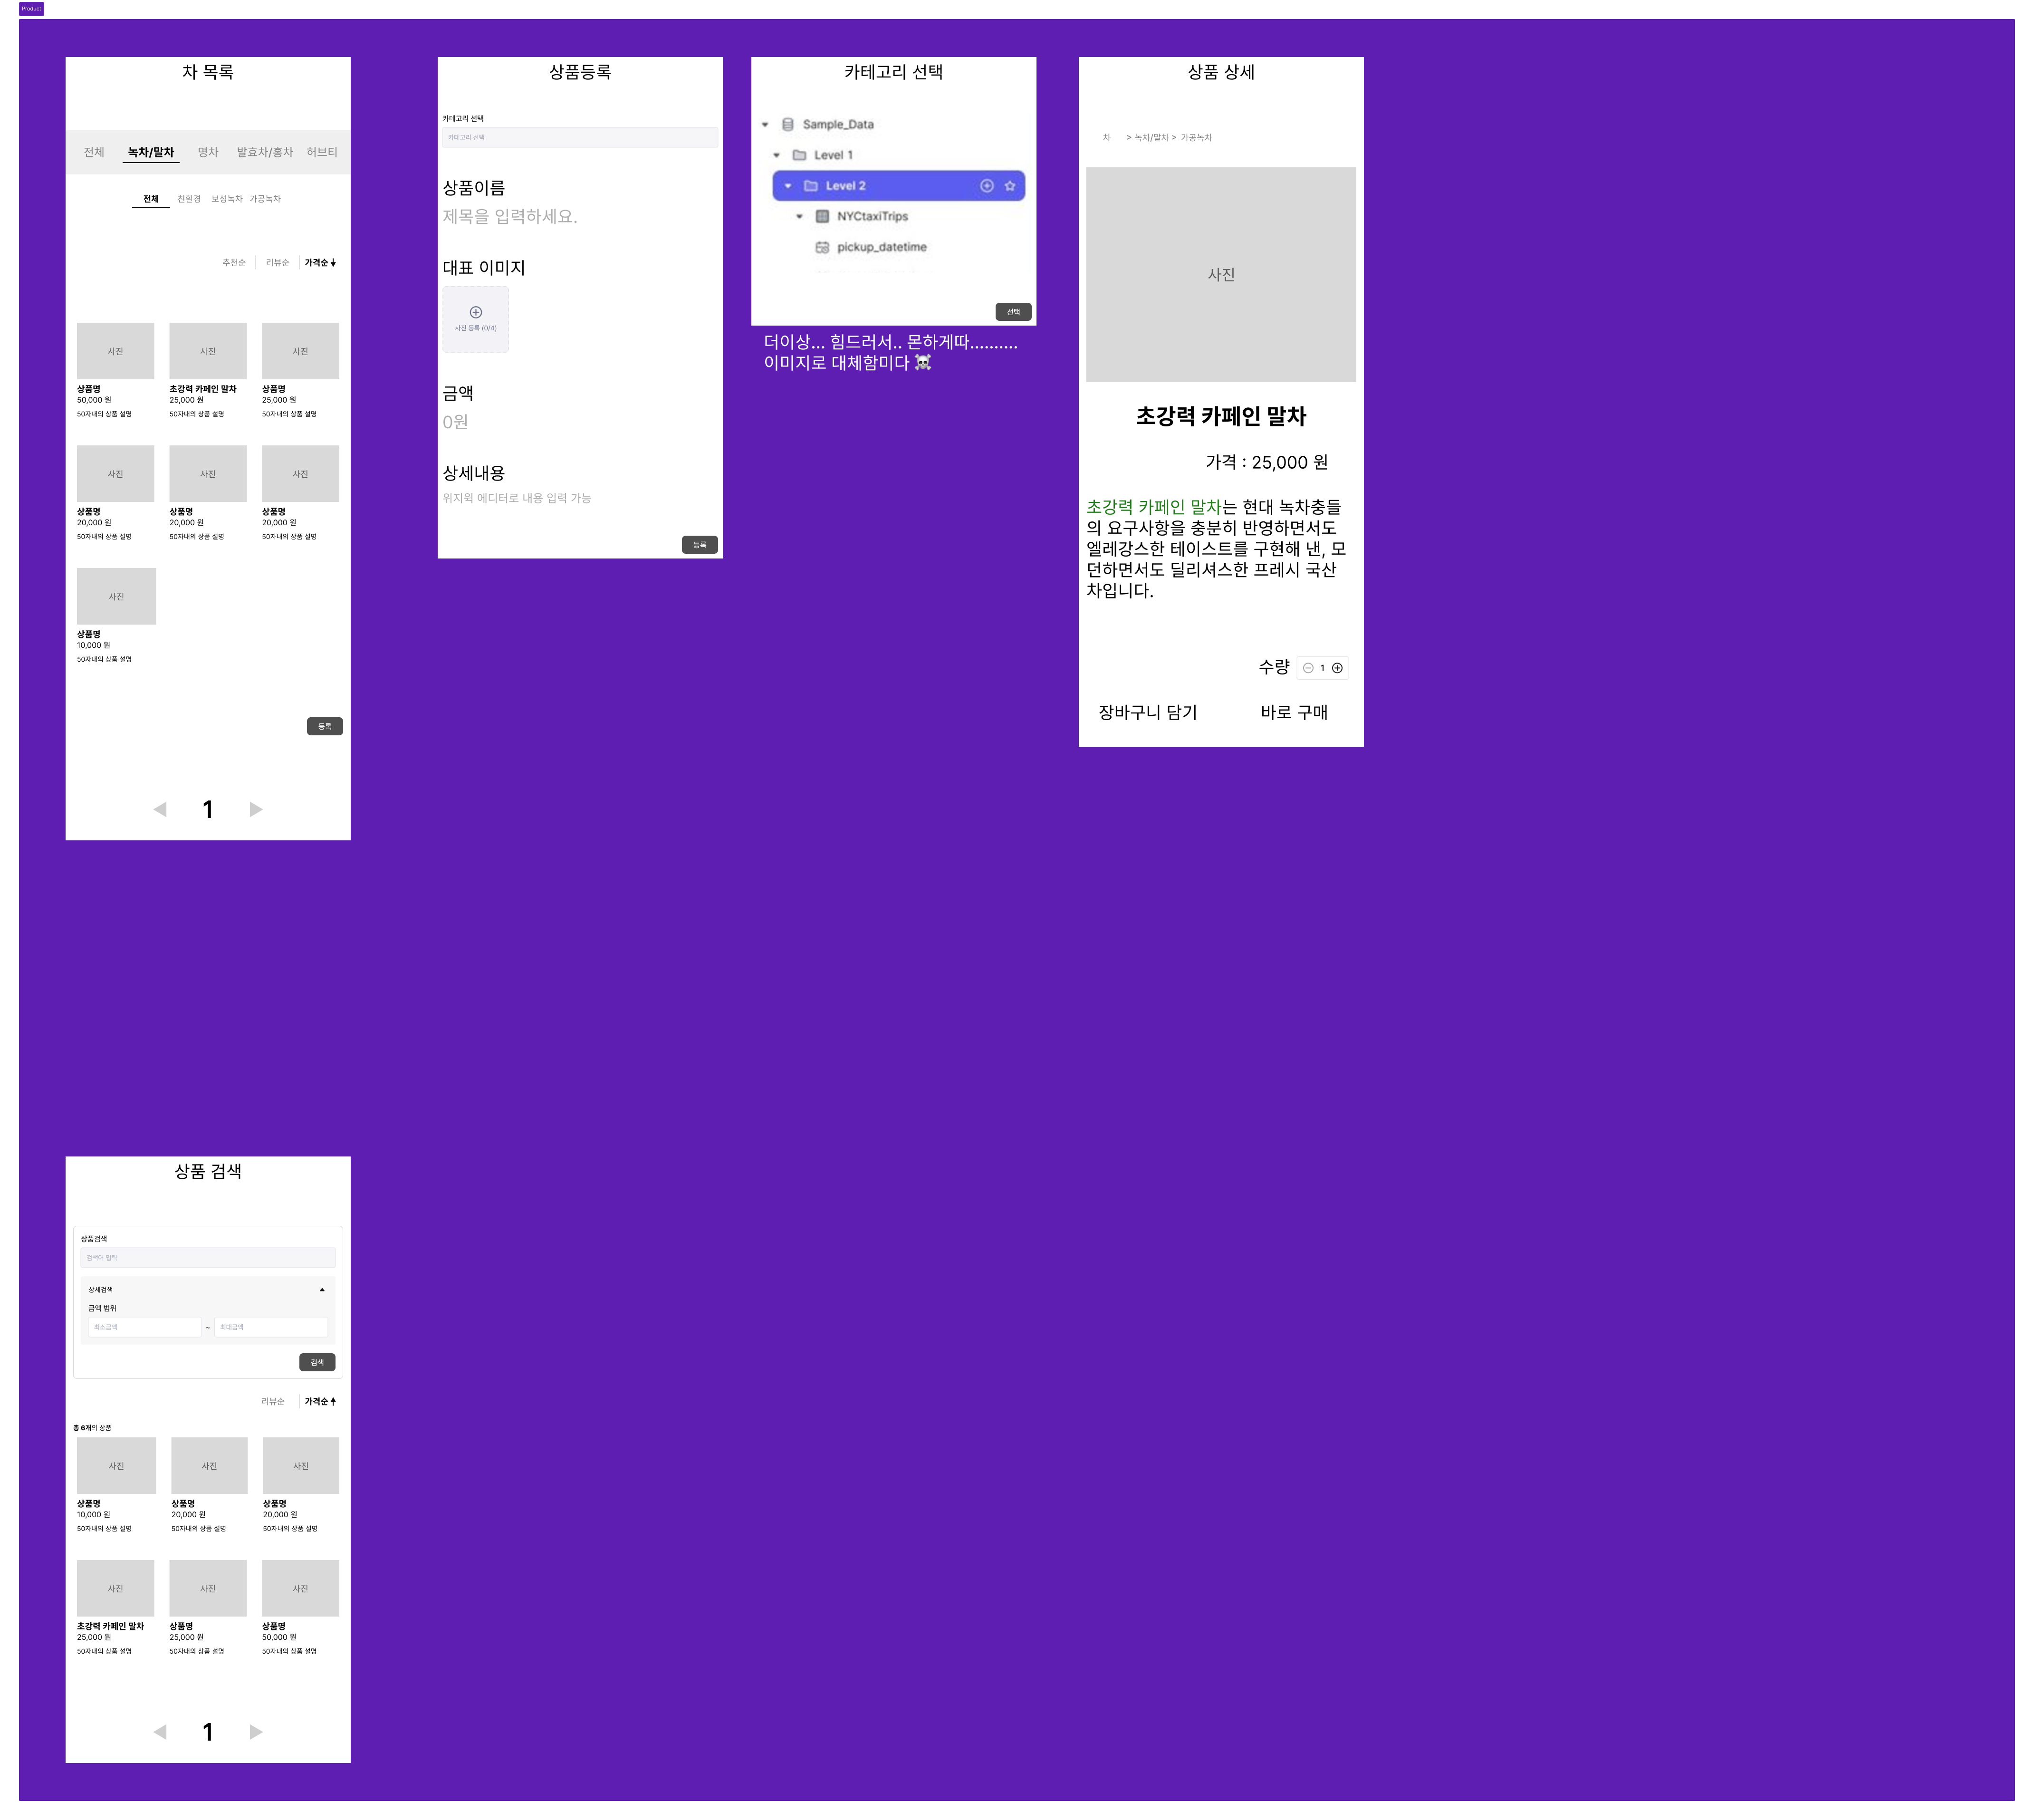 Product
차 목록
전체 녹차/말차 명차 발효차/홍차 허브티
전체 친환경 보성녹차 가공녹차
추천순 리뷰순 가격순
사진 사진 사진
상품명 초강력 카페인 말차 상품명
50,000 원 25,000 원 25,000 원
50자내의 상품 설명 50자내의 상품 설명 50자내의 상품 설명
사진 사진 사진
상품명 상품명 상품명
20,000 원 20,000 원 20,000 원
50자내의 상품 설명 50자내의 상품 설명 50자내의 상품 설명
사진
상품명
10,000 원
50자내의 상품 설명
등록
◀ 1 ▶
상품등록
카테고리 선택
카테고리 선택
상품이름
제목을 입력하세요.
대표 이미지
사진 등록 (0/4)
금액
0원
상세내용
위지윅 에디터로 내용 입력 가능
등록
카테고리 선택
Sample_Data
Level 1
Level 2
NYCtaxiTrips
pickup_datetime
선택
더이상... 힘드러서.. 몬하게따..........
이미지로 대체함미다 ☠️
상품 상세
차 > 녹차/말차 > 가공녹차
사진
초강력 카페인 말차
가격 : 25,000 원
초강력 카페인 말차는 현대 녹차충들
의 요구사항을 충분히 반영하면서도
엘레강스한 테이스트를 구현해 낸, 모
던하면서도 딜리셔스한 프레시 국산
차입니다.
수량 1
장바구니 담기 바로 구매
상품 검색
상품검색
검색어 입력
상세검색
금액 범위
최소금액 ~ 최대금액
검색
리뷰순 가격순
총 6개의 상품
사진 사진 사진
상품명 상품명 상품명
10,000 원 20,000 원 20,000 원
50자내의 상품 설명 50자내의 상품 설명 50자내의 상품 설명
사진 사진 사진
초강력 카페인 말차 상품명 상품명
25,000 원 25,000 원 50,000 원
50자내의 상품 설명 50자내의 상품 설명 50자내의 상품 설명
◀ 1 ▶